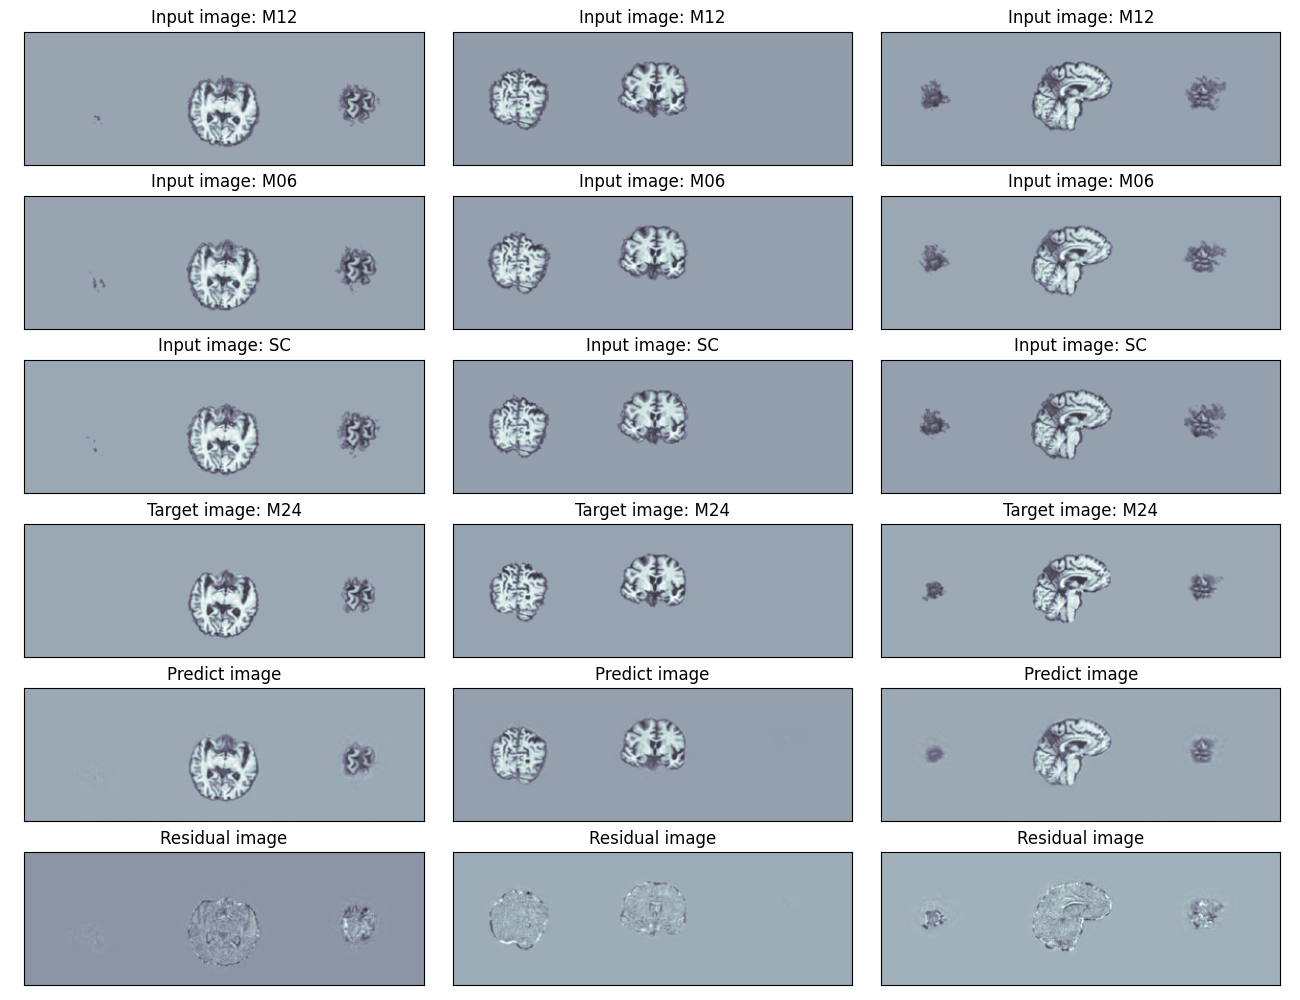 Input image: M12 Input image: M12 Input image: M12
Input image: M06 Input image: M06 Input image: M06
Input image: SC Input image: SC Input image: SC
Target image: M24 Target image: M24 Target image: M24
Predict image Predict image Predict image
Residual image Residual image Residual image